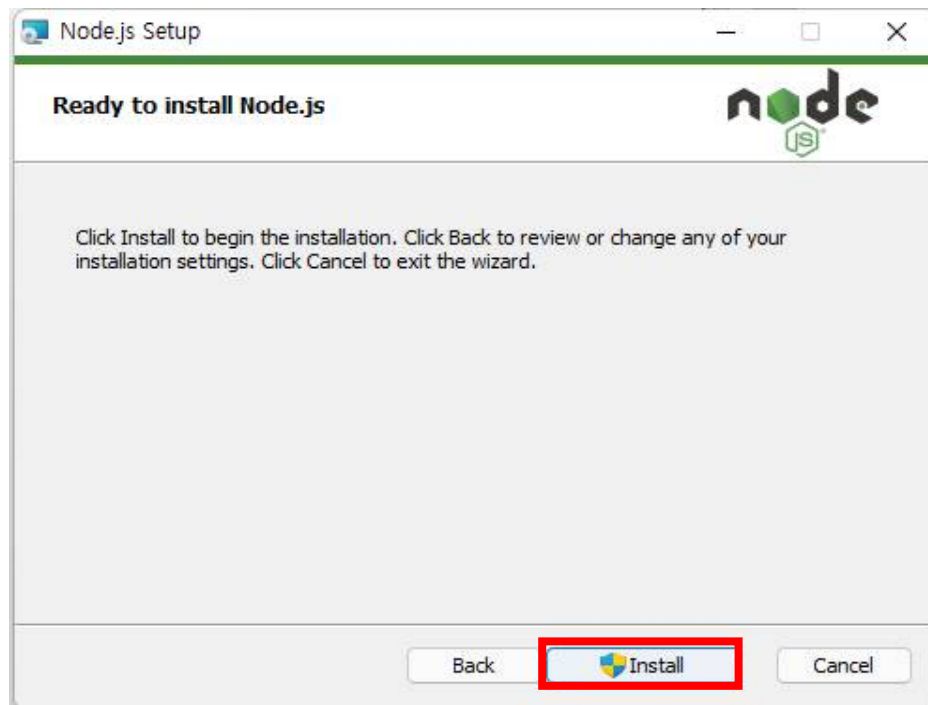 Node.js Setup
Ready to install Node.js
node
JS
Click Install to begin the installation. Click Back to review or change any of your
installation settings. Click Cancel to exit the wizard.
Back
Install
Cancel